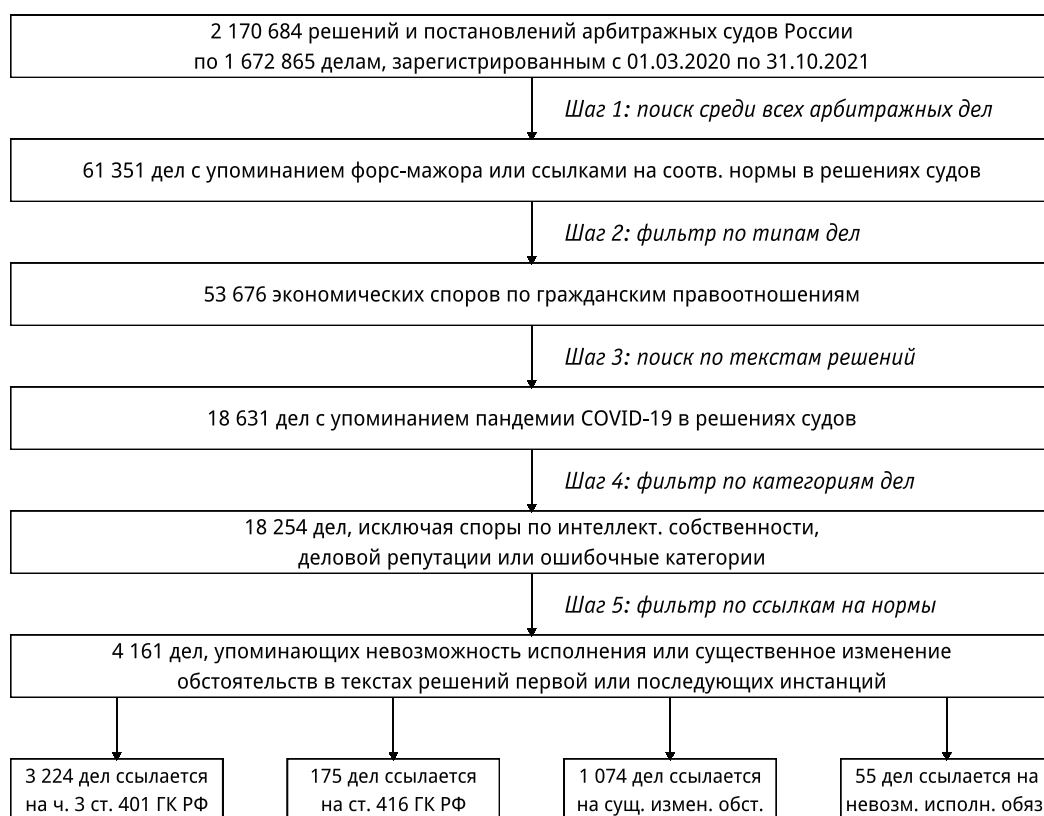 2 170 684 решений и постановлений арбитражных судов России
по 1 672 865 делам, зарегистрированным с 01.03.2020 по 31.10.2021
Шаг 1: поиск среди всех арбитражных дел
61 351 дел с упоминанием форс-мажора или ссылками на соотв. нормы в решениях судов
Шаг 2: фильтр по типам дел
53 676 экономических споров по гражданским правоотношениям
Шаг 3: поиск по текстам решений
18 631 дел с упоминанием пандемии COVID-19 в решениях судов
Шаг 4: фильтр по категориям дел
18 254 дел, исключая споры по интеллект. собственности,
деловой репутации или ошибочные категории
Шаг 5: фильтр по ссылкам на нормы
4 161 дел, упоминающих невозможность исполнения или существенное изменение
обстоятельств в текстах решений первой или последующих инстанций
3 224 дел ссылается
на ч. 3 ст. 401 ГК РФ
175 дел ссылается
на ст. 416 ГК РФ
1 074 дел ссылается
на сущ. измен. обст.
55 дел ссылается на
невозм. исполн. обяз